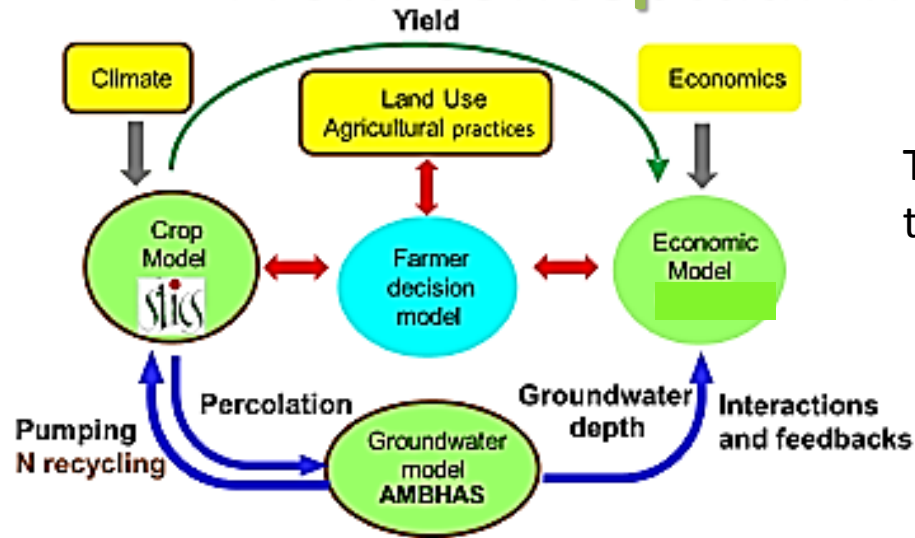 Yield
Climate
Economics
Land Use
Agricultural practices
T
t
Crop
Model
STICS
Farmer
decision
model
Economic
Model
Percolation
Groundwater
depth
Interactions
and feedbacks
Pumping
N recycling
Groundwater
model
AMBHAS